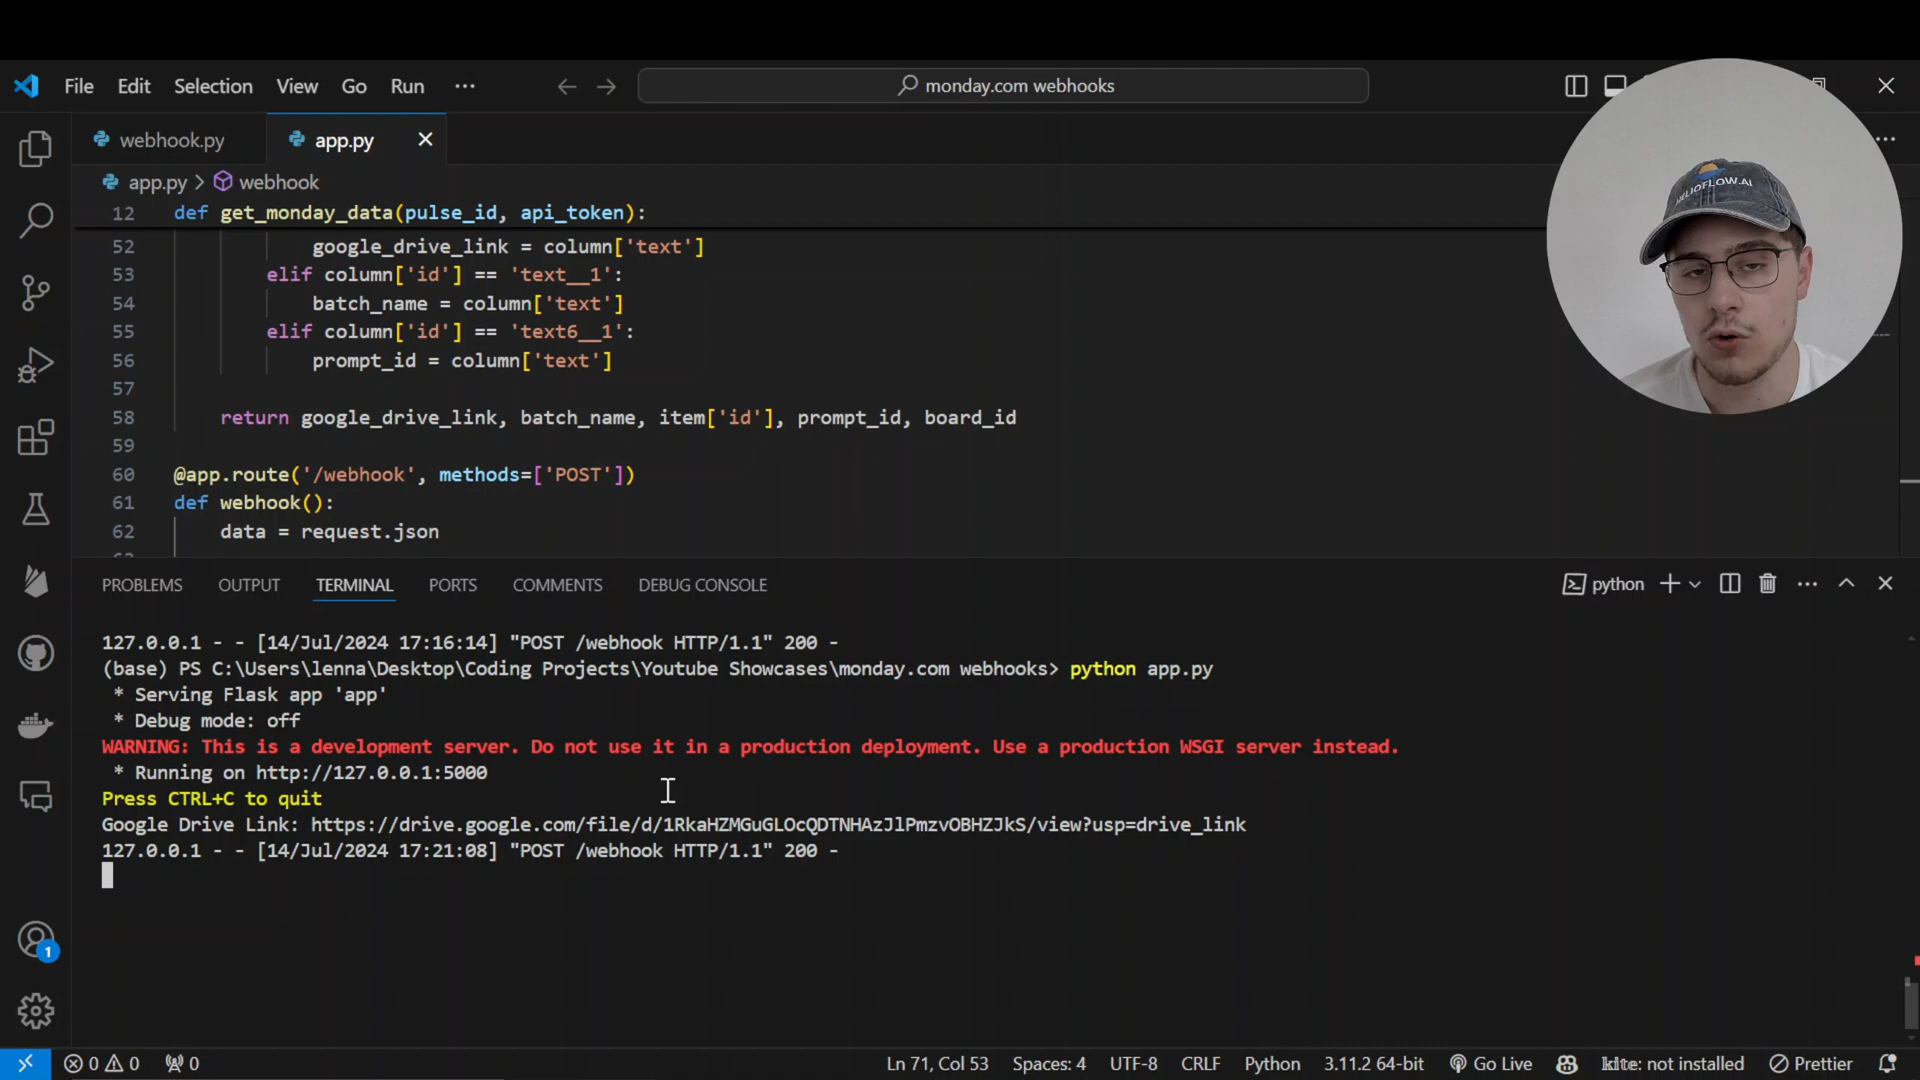 File Edit Selection View Go Run ··· monday.com webhooks
webhook.py app.py
app.py > webhook
12 def get_monday_data(pulse_id, api_token):
52 google_drive_link = column['text']
53 elif column['id'] == 'text__1':
54 batch_name = column['text']
55 elif column['id'] == 'text6__1':
56 prompt_id = column['text']
57
58 return google_drive_link, batch_name, item['id'], prompt_id, board_id
59
60 @app.route('/webhook', methods=['POST'])
61 def webhook():
62 data = request.json
HELIOFLOW.AI
PROBLEMS OUTPUT TERMINAL PORTS COMMENTS DEBUG CONSOLE python
127.0.0.1 - - [14/Jul/2024 17:16:14] "POST /webhook HTTP/1.1" 200 -
(base) PS C:\Users\lenna\Desktop\Coding Projects\Youtube Showcases\monday.com webhooks> python app.py
* Serving Flask app 'app'
* Debug mode: off
WARNING: This is a development server. Do not use it in a production deployment. Use a production WSGI server instead.
* Running on http://127.0.0.1:5000
Press CTRL+C to quit
Google Drive Link: https://drive.google.com/file/d/1RkaHZMGuGLOcQDTNHAzJlPmzvOBHZJkS/view?usp=drive_link
127.0.0.1 - - [14/Jul/2024 17:21:08] "POST /webhook HTTP/1.1" 200 -
1
0 0 0 Ln 71, Col 53 Spaces: 4 UTF-8 CRLF Python 3.11.2 64-bit Go Live kite: not installed Prettier